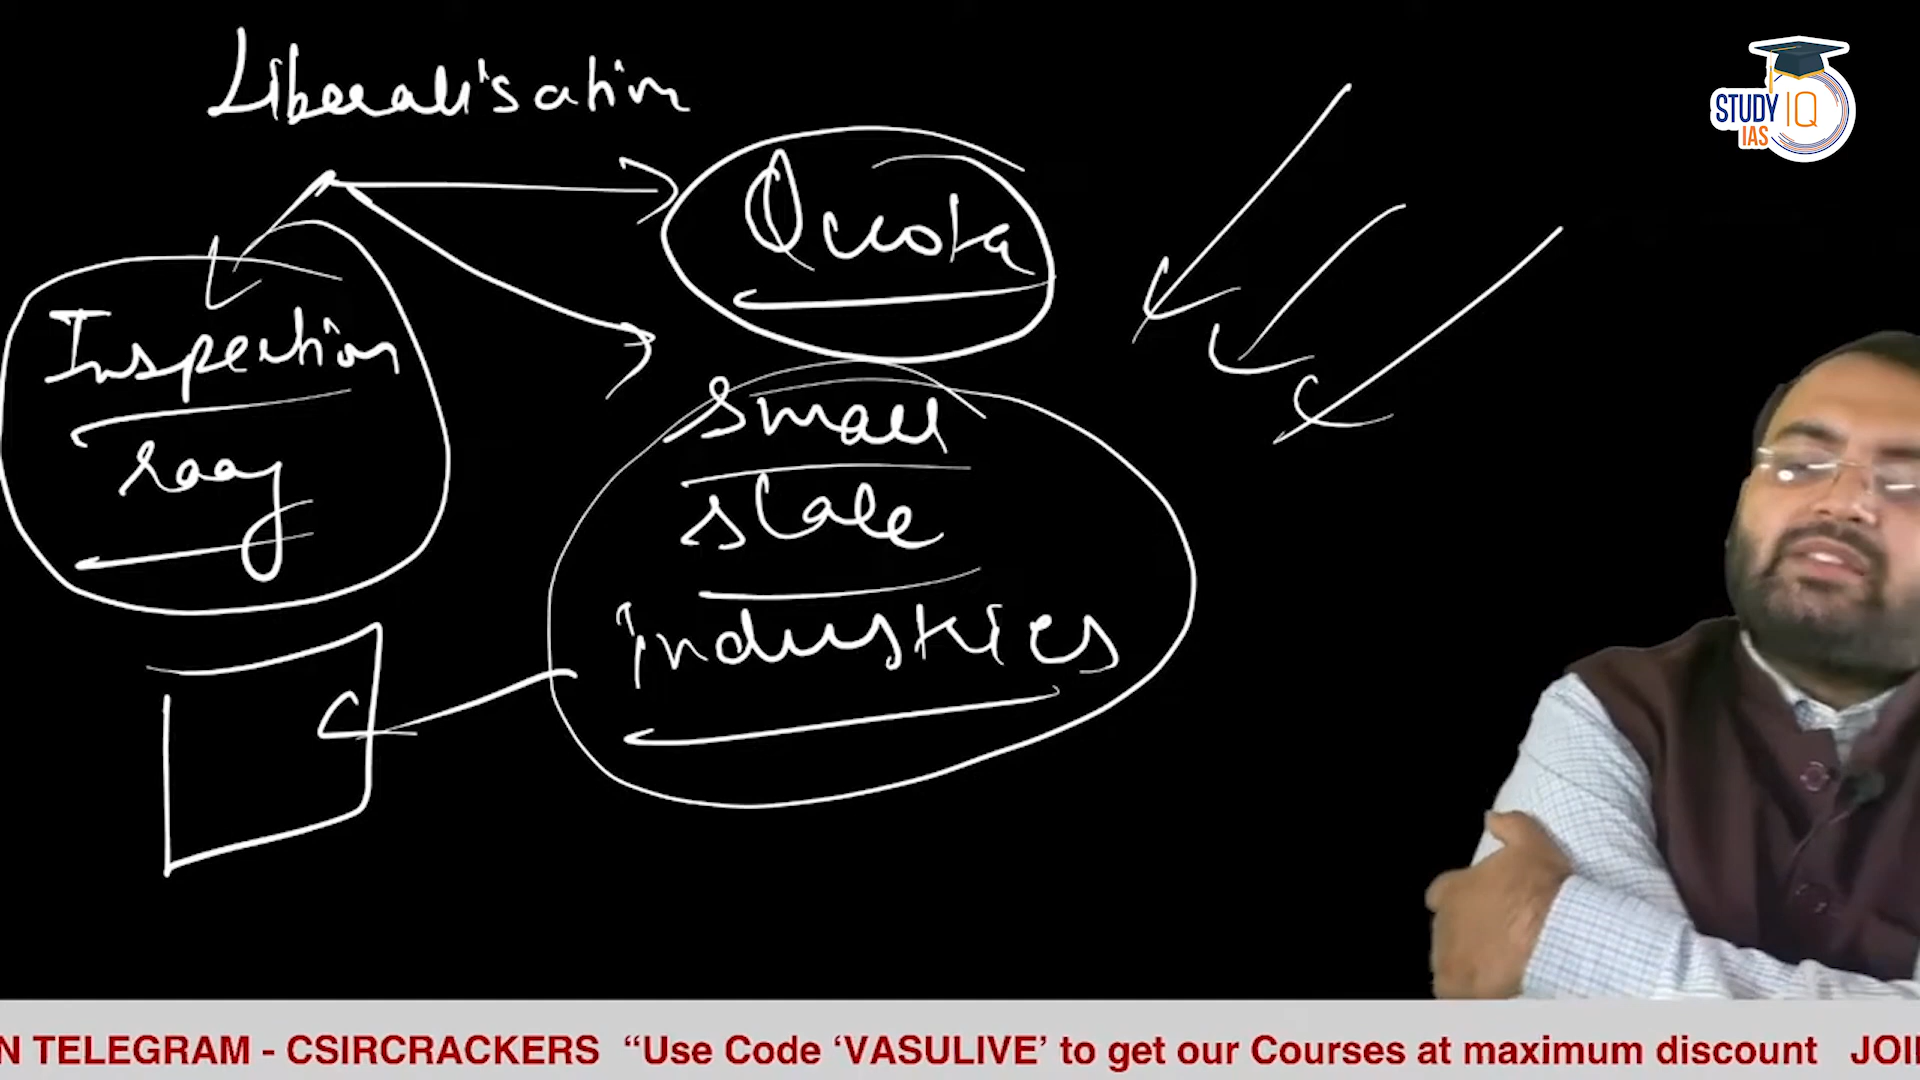 Liberalisation
Quota
Inspection
raaj
small
scale
industries
STUDY IQ
IAS
N TELEGRAM - CSIRCRACKERS “Use Code ‘VASULIVE’ to get our Courses at maximum discount JOI